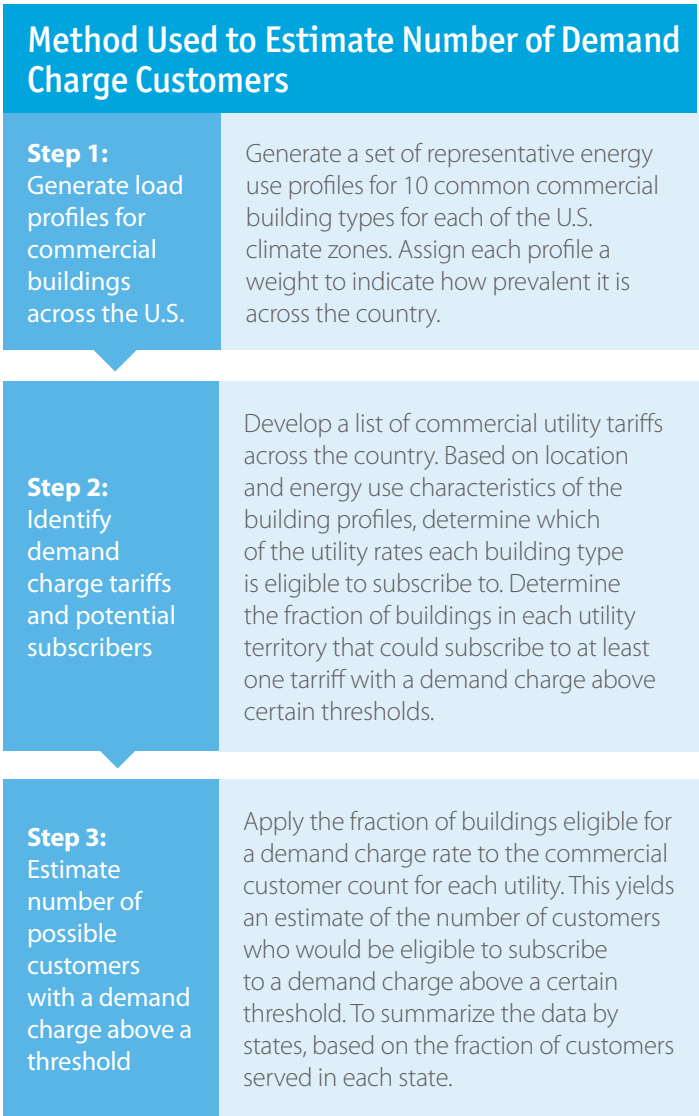 Method Used to Estimate Number of Demand
Charge Customers
Step 1:
Generate load
profiles for
commercial
buildings
across the U.S.
Generate a set of representative energy
use profiles for 10 common commercial
building types for each of the U.S.
climate zones. Assign each profile a
weight to indicate how prevalent it is
across the country.
Step 2:
Identify
demand
charge tariffs
and potential
subscribers
Develop a list of commercial utility tariffs
across the country. Based on location
and energy use characteristics of the
building profiles, determine which
of the utility rates each building type
is eligible to subscribe to. Determine
the fraction of buildings in each utility
territory that could subscribe to at least
one tarriff with a demand charge above
certain thresholds.
Step 3:
Estimate
number of
possible
customers
with a demand
charge above a
threshold
Apply the fraction of buildings eligible for
a demand charge rate to the commercial
customer count for each utility. This yields
an estimate of the number of customers
who would be eligible to subscribe
to a demand charge above a certain
threshold. To summarize the data by
states, based on the fraction of customers
served in each state.